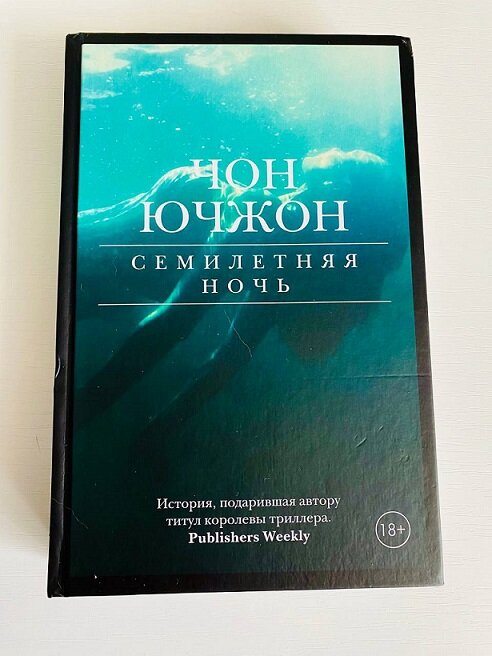 ЧОН
ЮЧЖОН
СЕМИЛЕТНЯЯ
НОЧЬ
История, подарившая автору
титул королевы триллера.
Publishers Weekly
18+